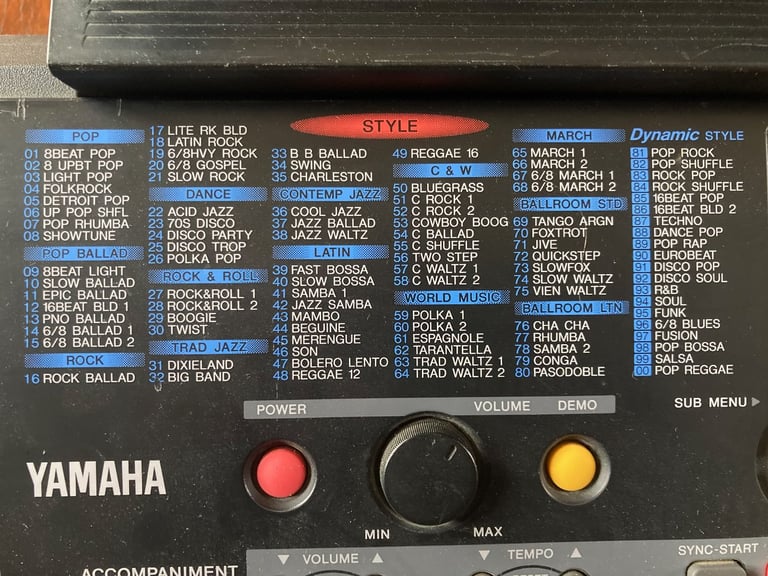 STYLE
POP
01 8BEAT POP
02 8 UPBT POP
03 LIGHT POP
04 FOLKROCK
05 DETROIT POP
06 UP POP SHFL
07 POP RHUMBA
08 SHOWTUNE
POP BALLAD
09 8BEAT LIGHT
10 SLOW BALLAD
11 EPIC BALLAD
12 16BEAT BLD1
13 PNO BALLAD
14 6/8 BALLAD 1
15 6/8 BALLAD 2
ROCK
16 ROCK BALLAD
17 LITE RK BLD
18 LATIN ROCK
19 6/8HVY ROCK
20 6/8 GOSPEL
21 SLOW ROCK
DANCE
22 ACID JAZZ
23 70S DISCO
24 DISCO PARTY
25 DISCO TROP
26 POLKA POP
ROCK & ROLL
27 ROCK&ROLL 1
28 ROCK&ROLL 2
29 BOOGIE
30 TWIST
TRAD JAZZ
31 DIXIELAND
32 BIG BAND
33 B B BALLAD
34 SWING
35 CHARLESTON
CONTEMP JAZZ
36 COOL JAZZ
37 JAZZ BALLAD
38 JAZZ WALTZ
LATIN
39 FAST BOSSA
40 SLOW BOSSA
41 SAMBA 1
42 JAZZ SAMBA
43 MAMBO
44 BEGUINE
45 MERENGUE
46 SON
47 BOLERO LENTO
48 REGGAE 12
49 REGGAE 16
C & W
50 BLUEGRASS
51 C ROCK 1
52 C ROCK 2
53 COWBOY BOOG
54 C BALLAD
55 C SHUFFLE
56 TWO STEP
57 C WALTZ 1
58 C WALTZ 2
WORLD MUSIC
59 POLKA 1
60 POLKA 2
61 ESPAGNOLE
62 TARANTELLA
63 TRAD WALTZ 1
64 TRAD WALTZ 2
MARCH
65 MARCH 1
66 MARCH 2
67 6/8 MARCH 1
68 6/8 MARCH 2
BALLROOM STD
69 TANGO ARGN
70 FOXTROT
71 JIVE
72 QUICKSTEP
73 SLOWFOX
74 SLOW WALTZ
75 VIEN WALTZ
BALLROOM LTN
76 CHA CHA
77 RHUMBA
78 SAMBA 2
79 CONGA
80 PASODOBLE
Dynamic STYLE
81 POP ROCK
82 POP SHUFFLE
83 ROCK POP
84 ROCK SHUFFLE
85 16BEAT POP
86 16BEAT BLD 2
87 TECHNO
88 DANCE POP
89 POP RAP
90 EUROBEAT
91 DISCO POP
92 DISCO SOUL
93 R&B
94 SOUL
95 FUNK
96 6/8 BLUES
97 FUSION
98 POP BOSSA
99 SALSA
00 POP REGGAE
POWER
VOLUME
DEMO
SUB MENU ▶
YAMAHA
MIN
MAX
ACCOMPANIMENT
▼ VOLUME ▲
▼ TEMPO ▲
SYNC-START